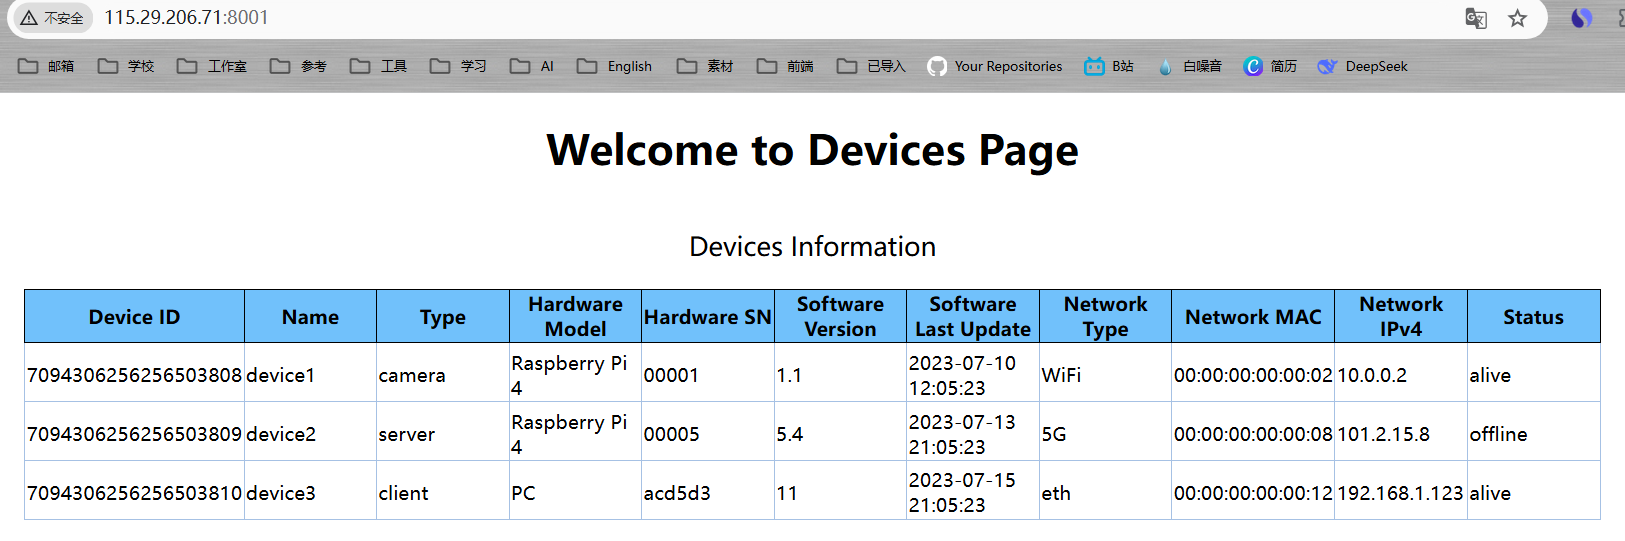 不安全 115.29.206.71:8001
邮箱 学校 工作室 参考 工具 学习 AI English 素材 前端 已导入 Your Repositories B站 白噪音 简历 DeepSeek
Welcome to Devices Page
Devices Information
Device ID Name Type Hardware Model Hardware SN Software Version Software Last Update Network Type Network MAC Network IPv4 Status
7094306256256503808 device1 camera Raspberry Pi 4 00001 1.1 2023-07-10 12:05:23 WiFi 00:00:00:00:00:02 10.0.0.2 alive
7094306256256503809 device2 server Raspberry Pi 4 00005 5.4 2023-07-13 21:05:23 5G 00:00:00:00:00:08 101.2.15.8 offline
7094306256256503810 device3 client PC acd5d3 11 2023-07-15 21:05:23 eth 00:00:00:00:00:12 192.168.1.123 alive